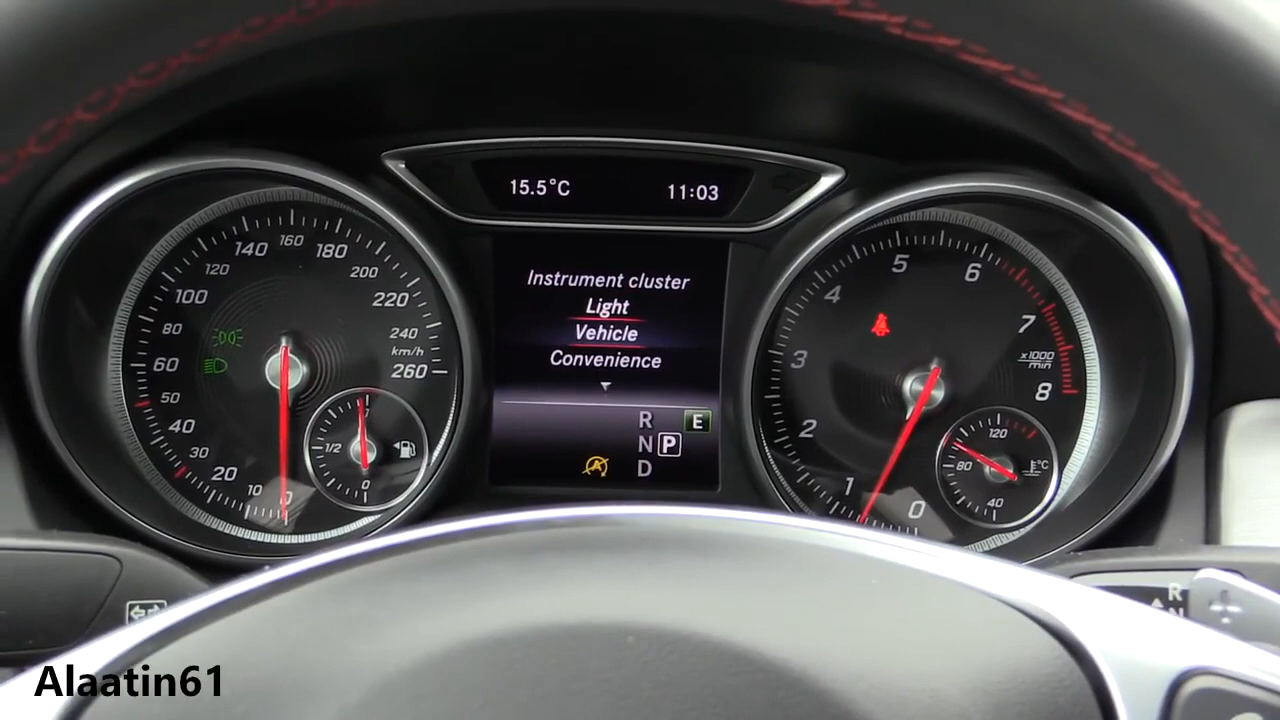 15.5°C 11:03
Instrument cluster
Light
Vehicle
Convenience
R E
N P
D
0 10 20 30 40 50 60 80 100 120 140 160 180 200 220 240 260
km/h
0 1/2 1
0 1 2 3 4 5 6 7 8
x1000
min
40 80 120
°C
R
N
Alaatin61